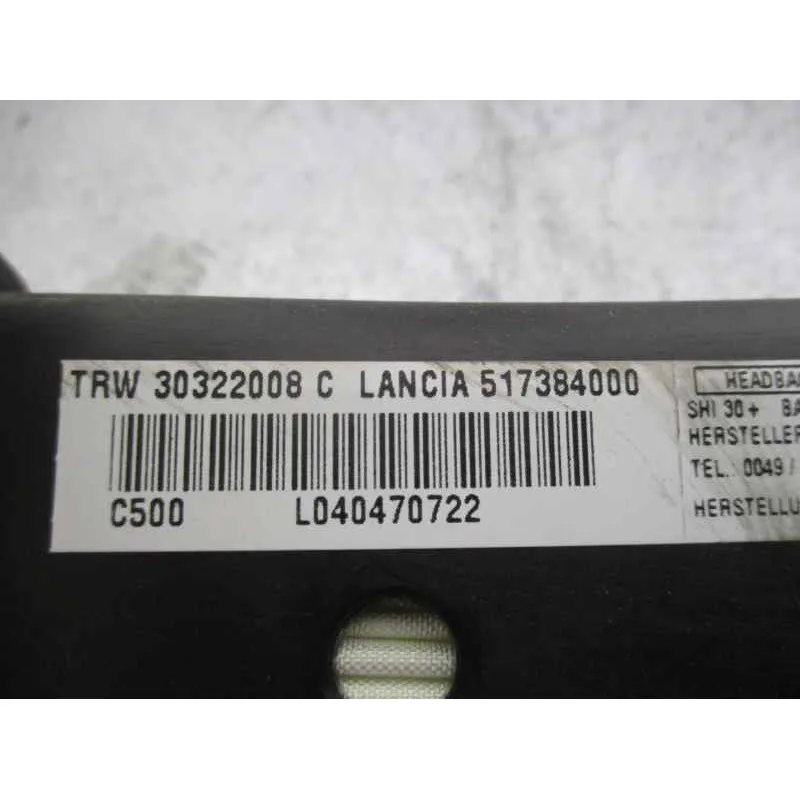 TRW 30322008 C LANCIA 517384000
C500 L040470722
HEADBA
SHI 30+ BA
HERSTELLER
TEL. 0049/
HERSTELLU